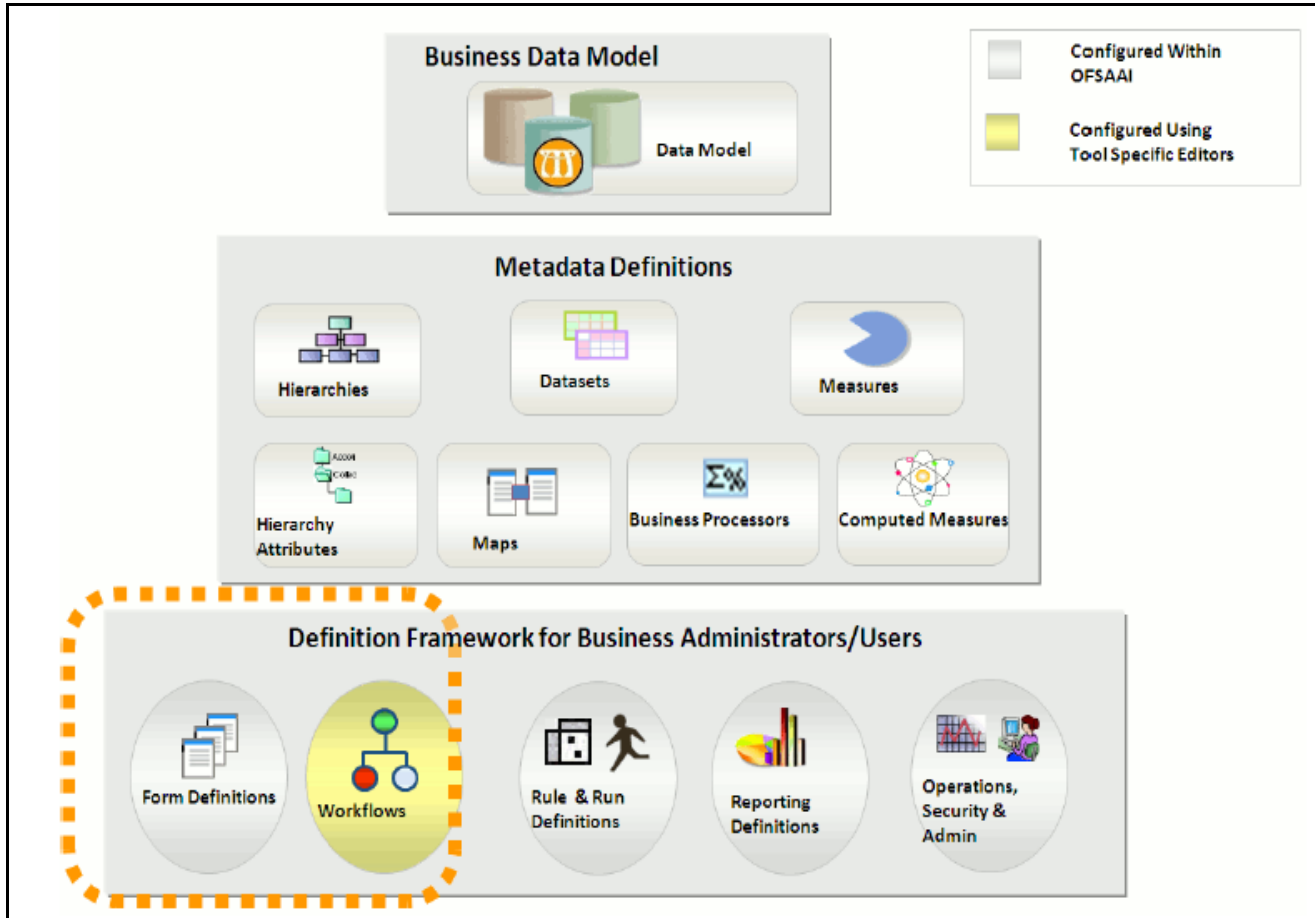 Business Data Model
Data Model
Configured Within
OFSAAI
Configured Using
Tool Specific Editors
Metadata Definitions
Hierarchies
Datasets
Measures
Hierarchy
Attributes
Maps
Σ%
Business Processors
Computed Measures
Definition Framework for Business Administrators/Users
Form Definitions
Workflows
Rule & Run
Definitions
Reporting
Definitions
Operations,
Security &
Admin